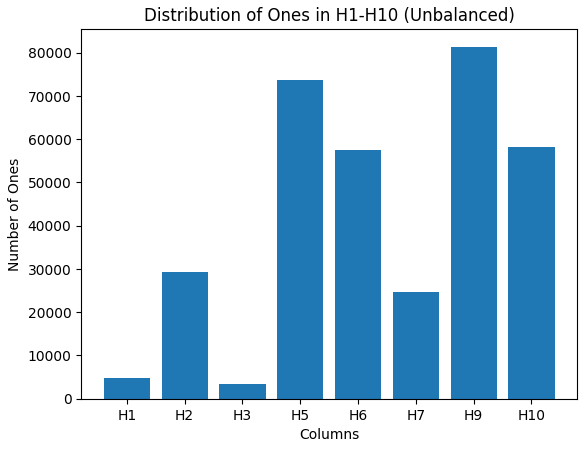 Distribution of Ones in H1-H10 (Unbalanced)
Number of Ones
80000
70000
60000
50000
40000
30000
20000
10000
0
H1 H2 H3 H5 H6 H7 H9 H10
Columns